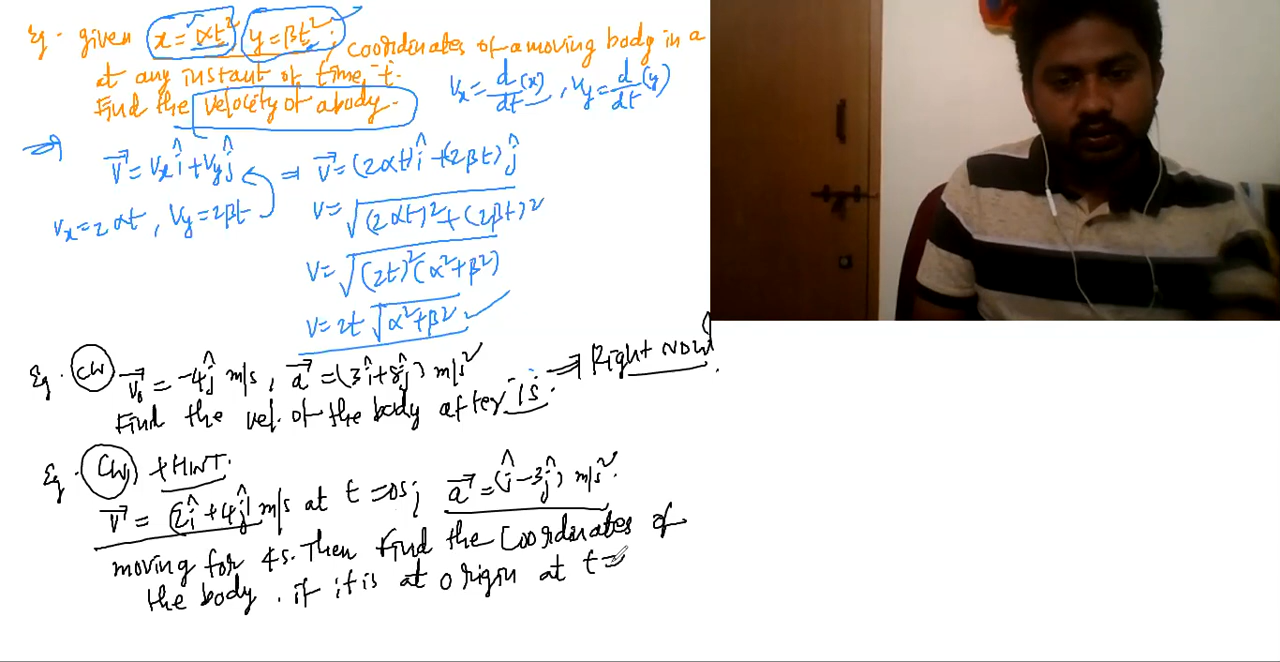 Eg. given x = αt², y = βt²; coordinates of a moving body in a
at any instant of time, t.
Find the velocity of a body.
Vx = d/dt (x), Vy = d/dt (y)
⇒ V⃗ = Vx î + Vy ĵ ⇒ V⃗ = (2αt) î + (2βt) ĵ
Vx = 2αt, Vy = 2βt
V = √((2αt)² + (2βt)²)
V = √((2t)² (α² + β²))
V = 2t √(α² + β²)
Eg. CW V⃗₀ = -4ĵ m/s, a⃗ = (3î + 8ĵ) m/s² ⇒ Right Now!
Find the vel. of the body after 1s.
Eg. CW + HINT.
V⃗ = (2î + 4ĵ) m/s at t = 0s; a⃗ = (î - 3ĵ) m/s².
moving for 4s. Then find the Coordinates of
the body. if it is at origin at t =